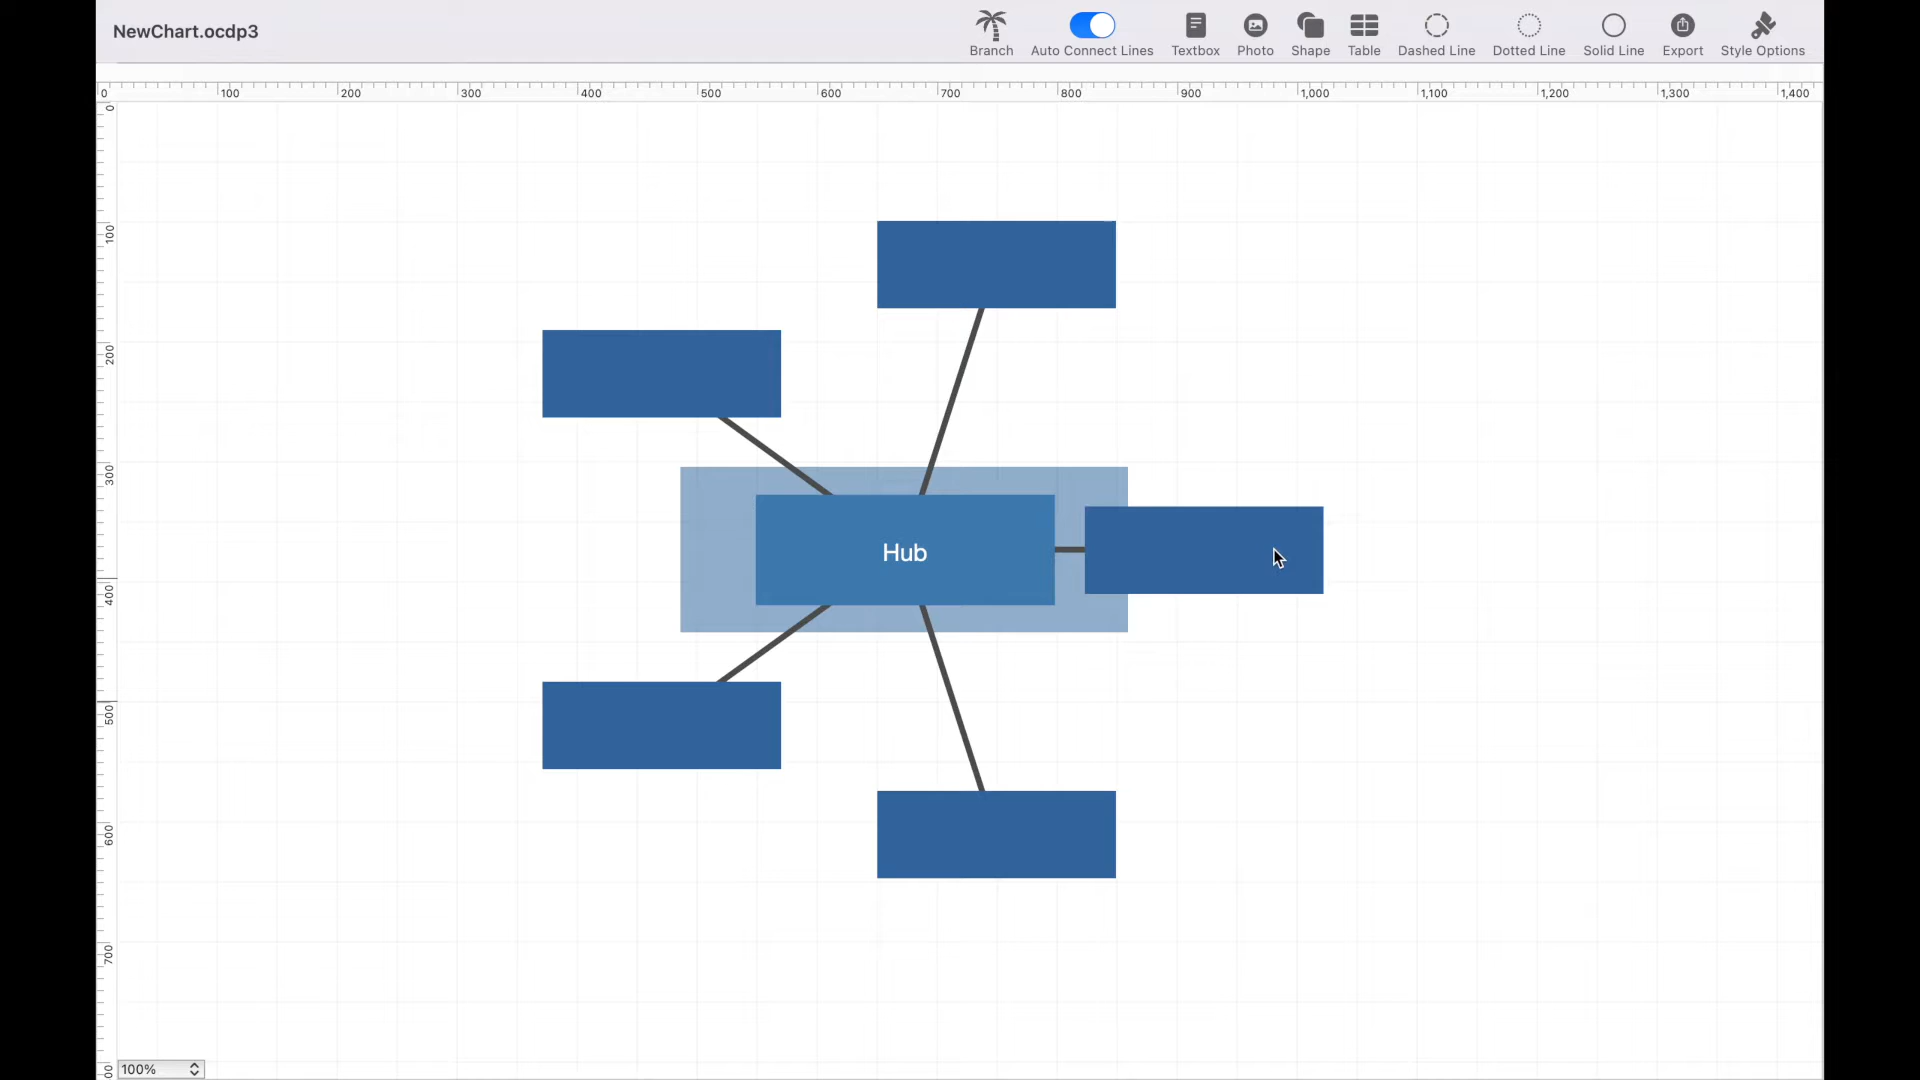 NewChart.ocdp3
Branch Auto Connect Lines Textbox Photo Shape Table Dashed Line Dotted Line Solid Line Export Style Options
0 100 200 300 400 500 600 700 800 900 1,000 1,100 1,200 1,300 1,400
0
100
200
300
400
500
600
700
00
Hub
100%